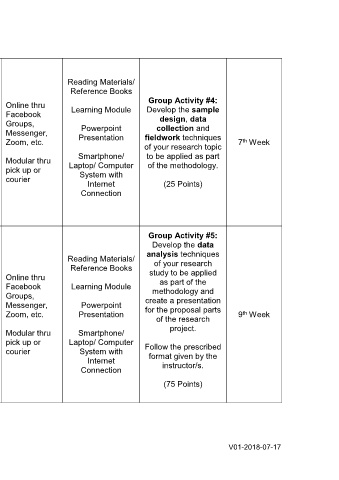 Online thru
Facebook
Groups,
Messenger,
Zoom, etc.
Modular thru
pick up or
courier
Reading Materials/
Reference Books
Learning Module
Powerpoint
Presentation
Smartphone/
Laptop/ Computer
System with
Internet
Connection
Group Activity #4:
Develop the sample
design, data
collection and
fieldwork techniques
of your research topic
to be applied as part
of the methodology.
(25 Points)
7th Week
Online thru
Facebook
Groups,
Messenger,
Zoom, etc.
Modular thru
pick up or
courier
Reading Materials/
Reference Books
Learning Module
Powerpoint
Presentation
Smartphone/
Laptop/ Computer
System with
Internet
Connection
Group Activity #5:
Develop the data
analysis techniques
of your research
study to be applied
as part of the
methodology and
create a presentation
for the proposal parts
of the research
project.
Follow the prescribed
format given by the
instructor/s.
(75 Points)
9th Week
V01-2018-07-17